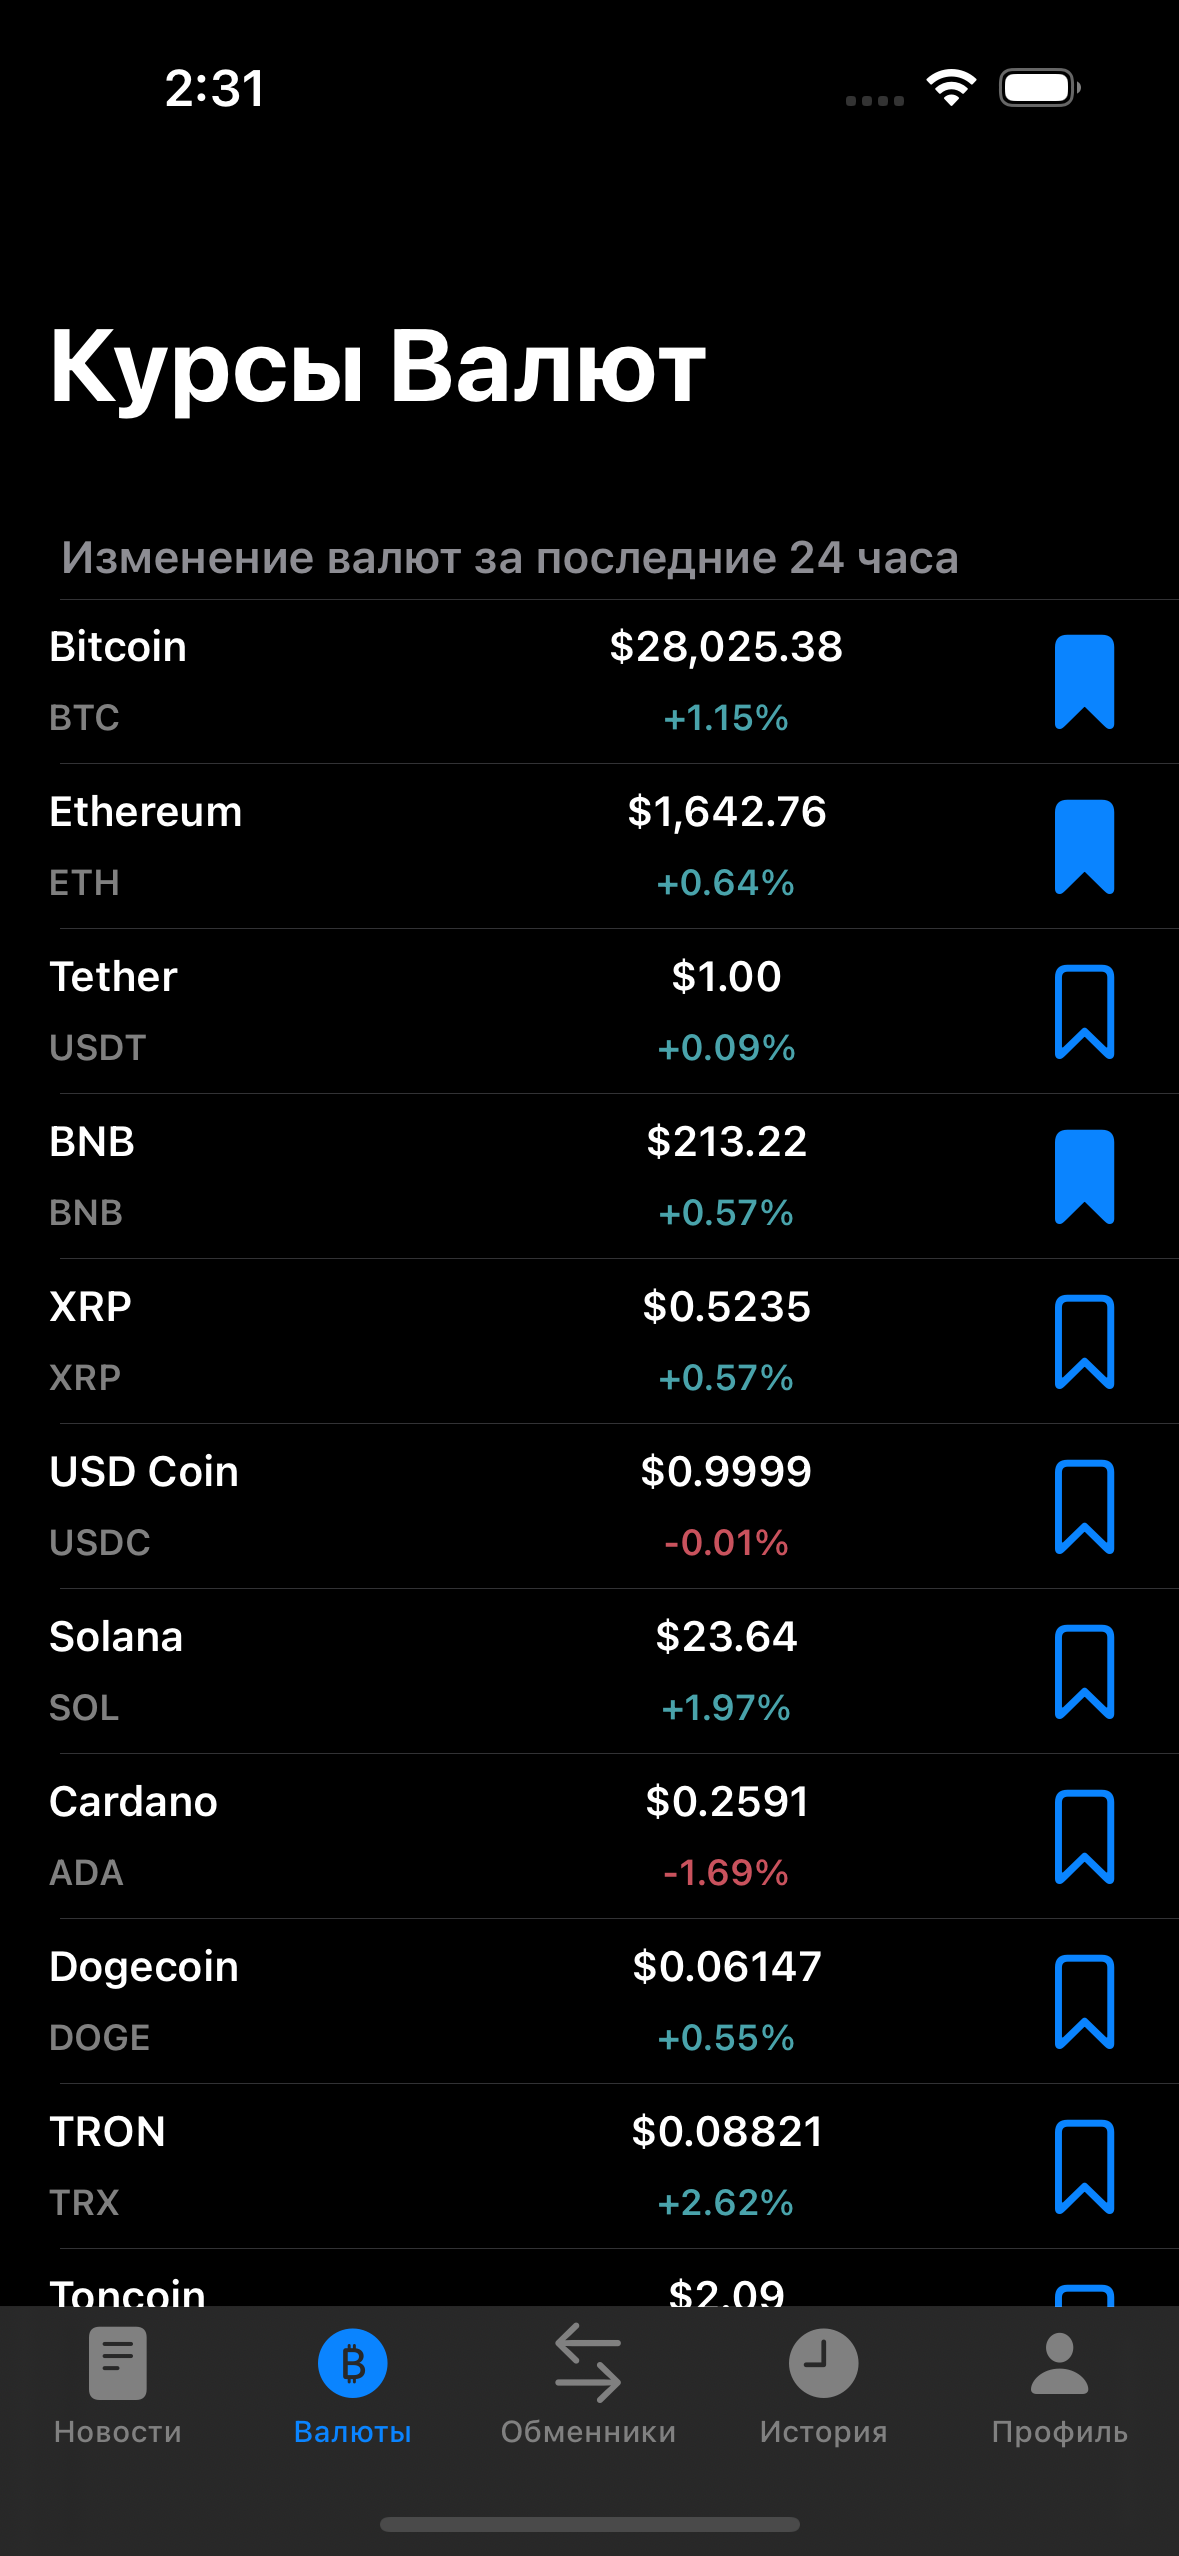 2:31
Курсы Валют
Изменение валют за последние 24 часа
Bitcoin $28,025.38
BTC +1.15%
Ethereum $1,642.76
ETH +0.64%
Tether $1.00
USDT +0.09%
BNB $213.22
BNB +0.57%
XRP $0.5235
XRP +0.57%
USD Coin $0.9999
USDC -0.01%
Solana $23.64
SOL +1.97%
Cardano $0.2591
ADA -1.69%
Dogecoin $0.06147
DOGE +0.55%
TRON $0.08821
TRX +2.62%
Toncoin $2.09
Новости Валюты Обменники История Профиль